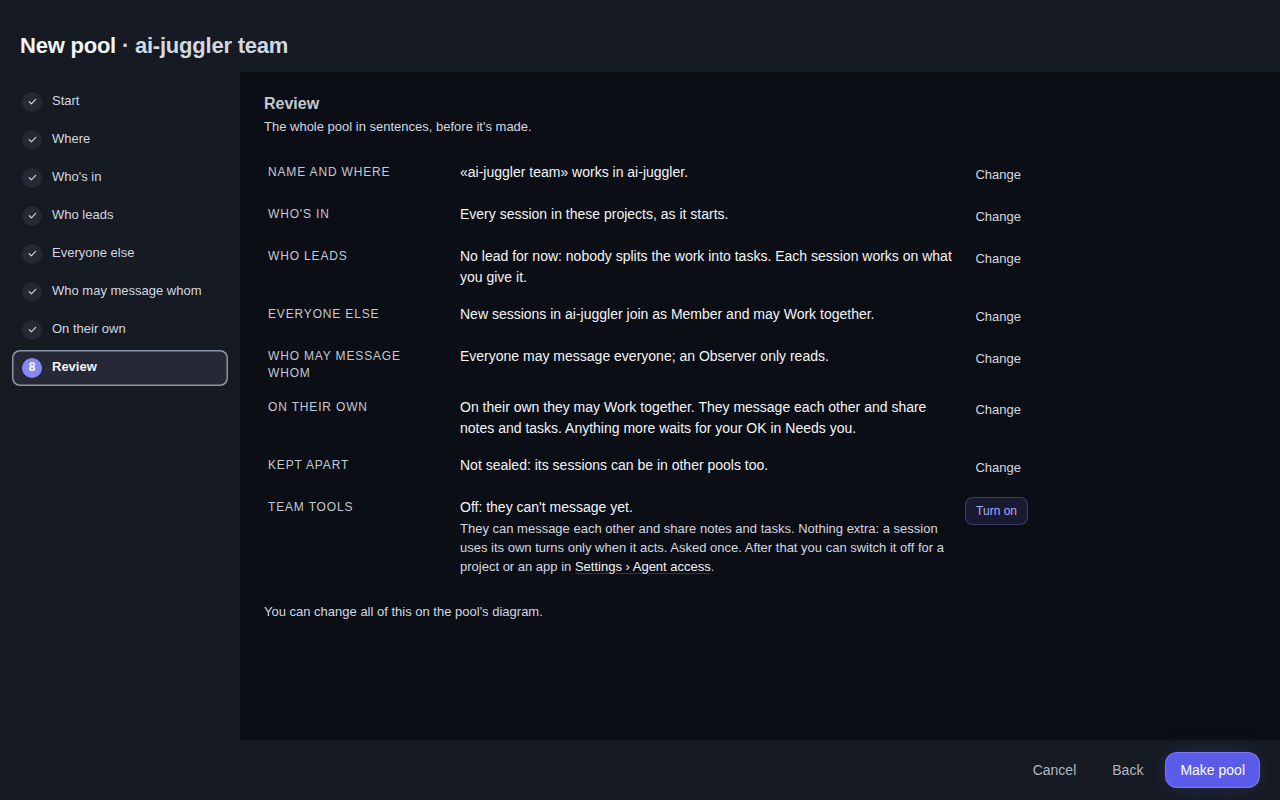 New pool · ai-juggler team
Start
Where
Who's in
Who leads
Everyone else
Who may message whom
On their own
8 Review
Review
The whole pool in sentences, before it's made.
NAME AND WHERE
«ai-juggler team» works in ai-juggler.
Change
WHO'S IN
Every session in these projects, as it starts.
Change
WHO LEADS
No lead for now: nobody splits the work into tasks. Each session works on what
you give it.
Change
EVERYONE ELSE
New sessions in ai-juggler join as Member and may Work together.
Change
WHO MAY MESSAGE
WHOM
Everyone may message everyone; an Observer only reads.
Change
ON THEIR OWN
On their own they may Work together. They message each other and share
notes and tasks. Anything more waits for your OK in Needs you.
Change
KEPT APART
Not sealed: its sessions can be in other pools too.
Change
TEAM TOOLS
Off: they can't message yet.
They can message each other and share notes and tasks. Nothing extra: a session
uses its own turns only when it acts. Asked once. After that you can switch it off for a
project or an app in Settings › Agent access.
Turn on
You can change all of this on the pool's diagram.
Cancel
Back
Make pool